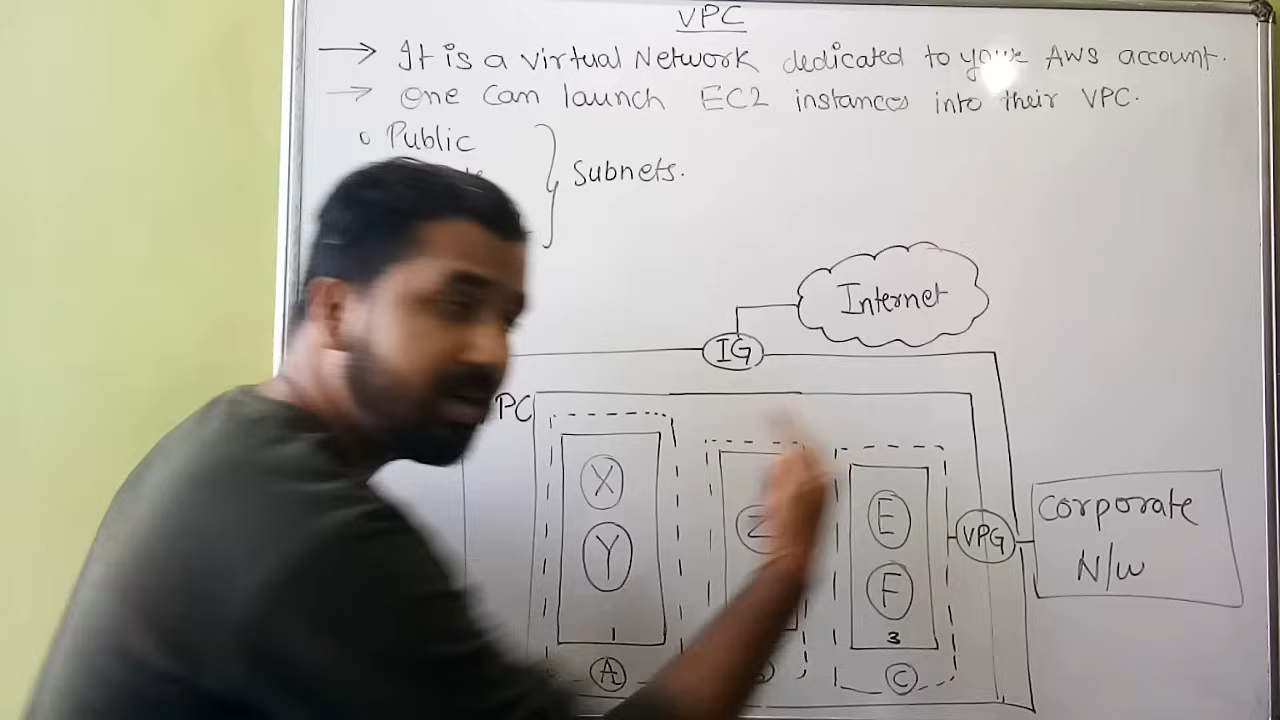 VPC
→ It is a virtual Network dedicated to your AWS account.
→ One can launch EC2 instances into their VPC.
o Public
Subnets.
Internet
IG
PC
X
Y
1
A
Z
E
F
3
C
VPG
Corporate
N/W